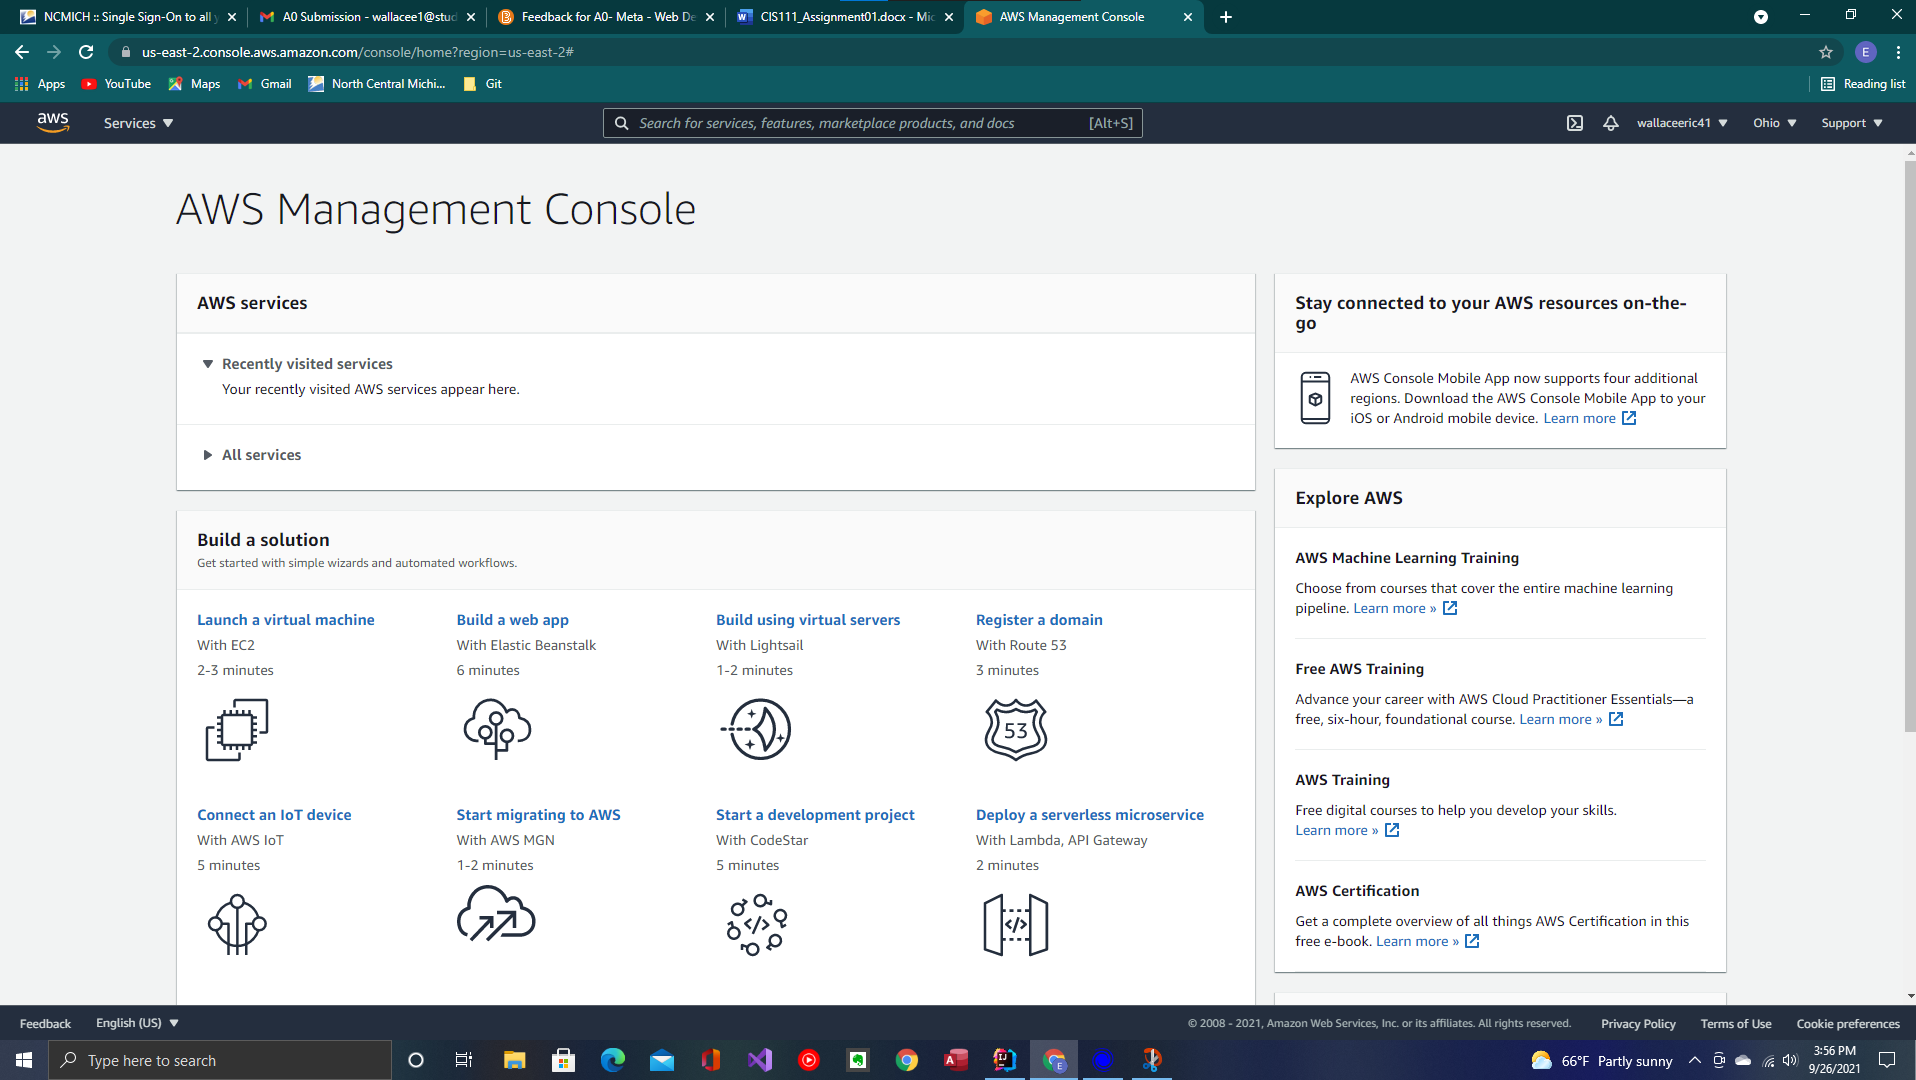 NCMICH :: Single Sign-On to all
A0 Submission - wallacee1@stud
Feedback for A0- Meta - Web De
CIS111_Assignment01.docx - Mic
AWS Management Console
us-east-2.console.aws.amazon.com/console/home?region=us-east-2#
E
Apps
YouTube
Maps
Gmail
North Central Michi...
Git
Reading list
aws
Services
Search for services, features, marketplace products, and docs
[Alt+S]
wallaceeric41
Ohio
Support
AWS Management Console
AWS services
Recently visited services
Your recently visited AWS services appear here.
All services
Build a solution
Get started with simple wizards and automated workflows.
Launch a virtual machine
With EC2
2-3 minutes
Build a web app
With Elastic Beanstalk
6 minutes
Build using virtual servers
With Lightsail
1-2 minutes
Register a domain
With Route 53
3 minutes
53
Connect an IoT device
With AWS IoT
5 minutes
Start migrating to AWS
With AWS MGN
1-2 minutes
Start a development project
With CodeStar
5 minutes
</>
Deploy a serverless microservice
With Lambda, API Gateway
2 minutes
</>
Stay connected to your AWS resources on-the-
go
AWS Console Mobile App now supports four additional
regions. Download the AWS Console Mobile App to your
iOS or Android mobile device. Learn more
Explore AWS
AWS Machine Learning Training
Choose from courses that cover the entire machine learning
pipeline. Learn more »
Free AWS Training
Advance your career with AWS Cloud Practitioner Essentials—a
free, six-hour, foundational course. Learn more »
AWS Training
Free digital courses to help you develop your skills.
Learn more »
AWS Certification
Get a complete overview of all things AWS Certification in this
free e-book. Learn more »
Feedback
English (US)
© 2008 - 2021, Amazon Web Services, Inc. or its affiliates. All rights reserved.
Privacy Policy
Terms of Use
Cookie preferences
Type here to search
66°F Partly sunny
3:56 PM
9/26/2021